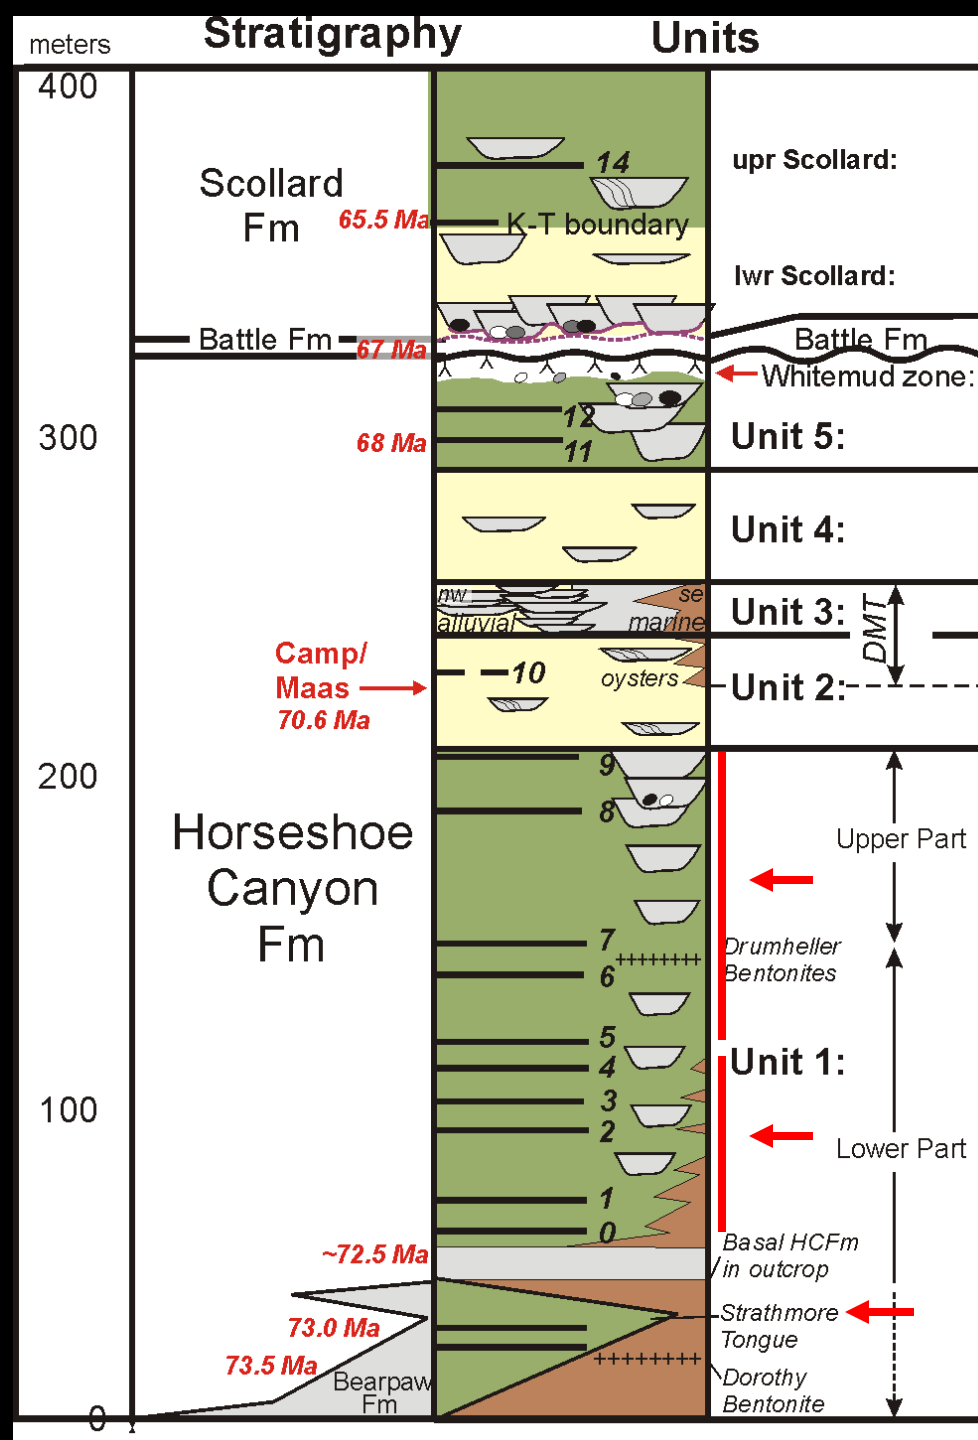 meters
Stratigraphy
Units
400
14
upr Scollard:
Scollard
Fm
65.5 Ma
K-T boundary
lwr Scollard:
Battle Fm
67 Ma
Battle Fm
Whitemud zone:
12
300
68 Ma
11
Unit 5:
Unit 4:
nw
se
alluvial
marine
Unit 3:
DMT
Camp/
Maas
70.6 Ma
10
oysters
Unit 2:
200
9
8
Horseshoe
Canyon
Fm
Upper Part
7
6
Drumheller
Bentonites
5
4
Unit 1:
100
3
2
Lower Part
1
0
~72.5 Ma
Basal HCFm
in outcrop
73.0 Ma
Strathmore
Tongue
73.5 Ma
Bearpaw
Fm
Dorothy
Bentonite
0